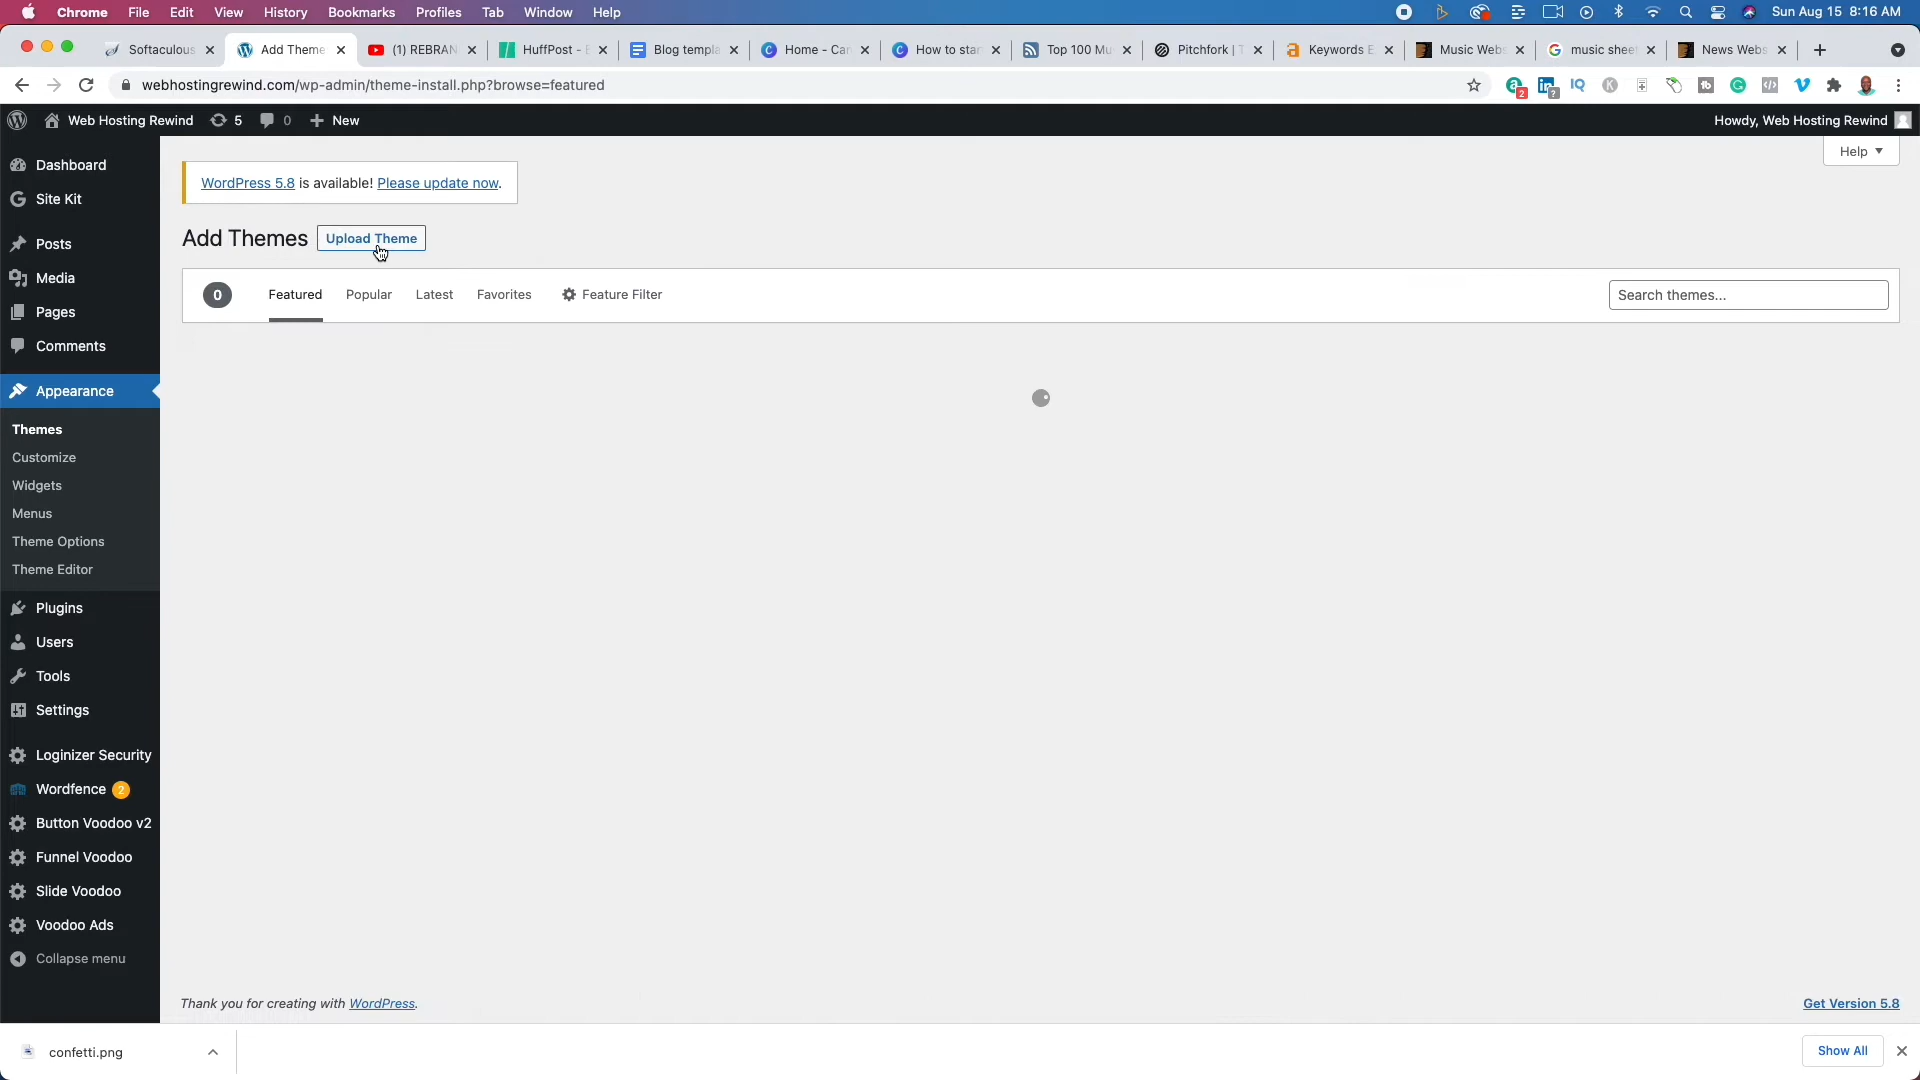 Chrome File Edit View History Bookmarks Profiles Tab Window Help Sun Aug 15 8:16 AM
Softaculous Add Theme (1) REBRAN HuffPost - Blog templa Home - Can How to star Top 100 Mu Pitchfork | T Keywords E Music Webs music shee News Webs
webhostingrewind.com/wp-admin/theme-install.php?browse=featured
2 ? IQ K tb
Web Hosting Rewind 5 0 New Howdy, Web Hosting Rewind
Help
Dashboard
Site Kit
Posts
Media
Pages
Comments
Appearance
Themes
Customize
Widgets
Menus
Theme Options
Theme Editor
Plugins
Users
Tools
Settings
Loginizer Security
Wordfence 2
Button Voodoo v2
Funnel Voodoo
Slide Voodoo
Voodoo Ads
Collapse menu
WordPress 5.8 is available! Please update now.
Add Themes Upload Theme
0 Featured Popular Latest Favorites Feature Filter Search themes...
Thank you for creating with WordPress. Get Version 5.8
confetti.png Show All